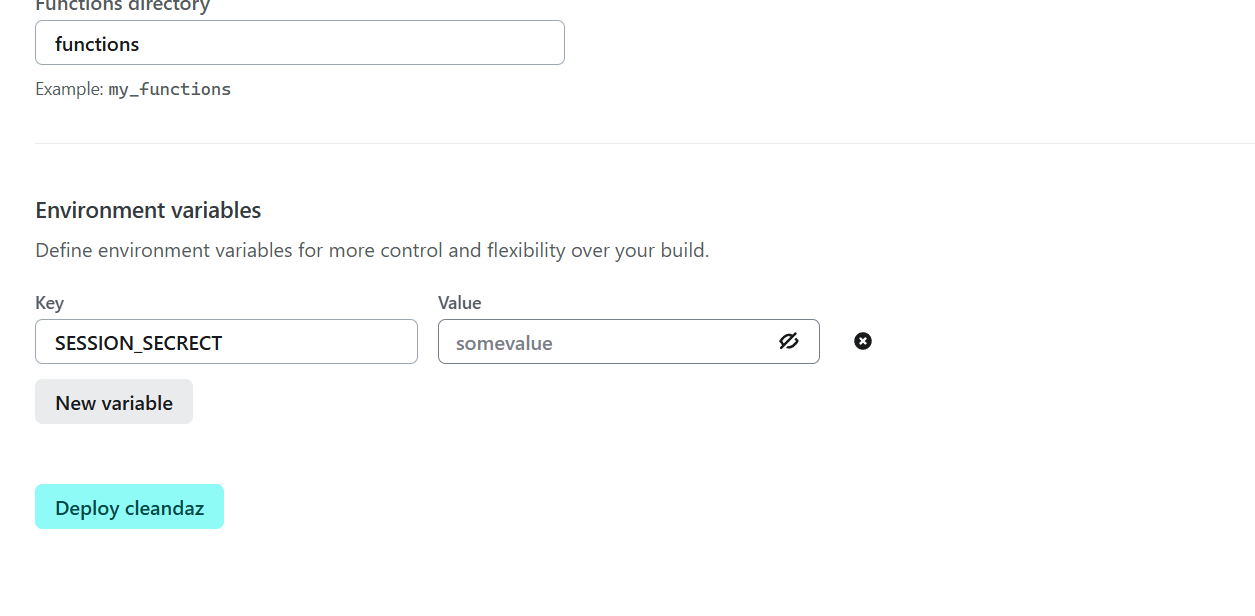 Functions directory
functions
Example: my_functions
Environment variables
Define environment variables for more control and flexibility over your build.
Key Value
SESSION_SECRECT somevalue
New variable
Deploy cleandaz